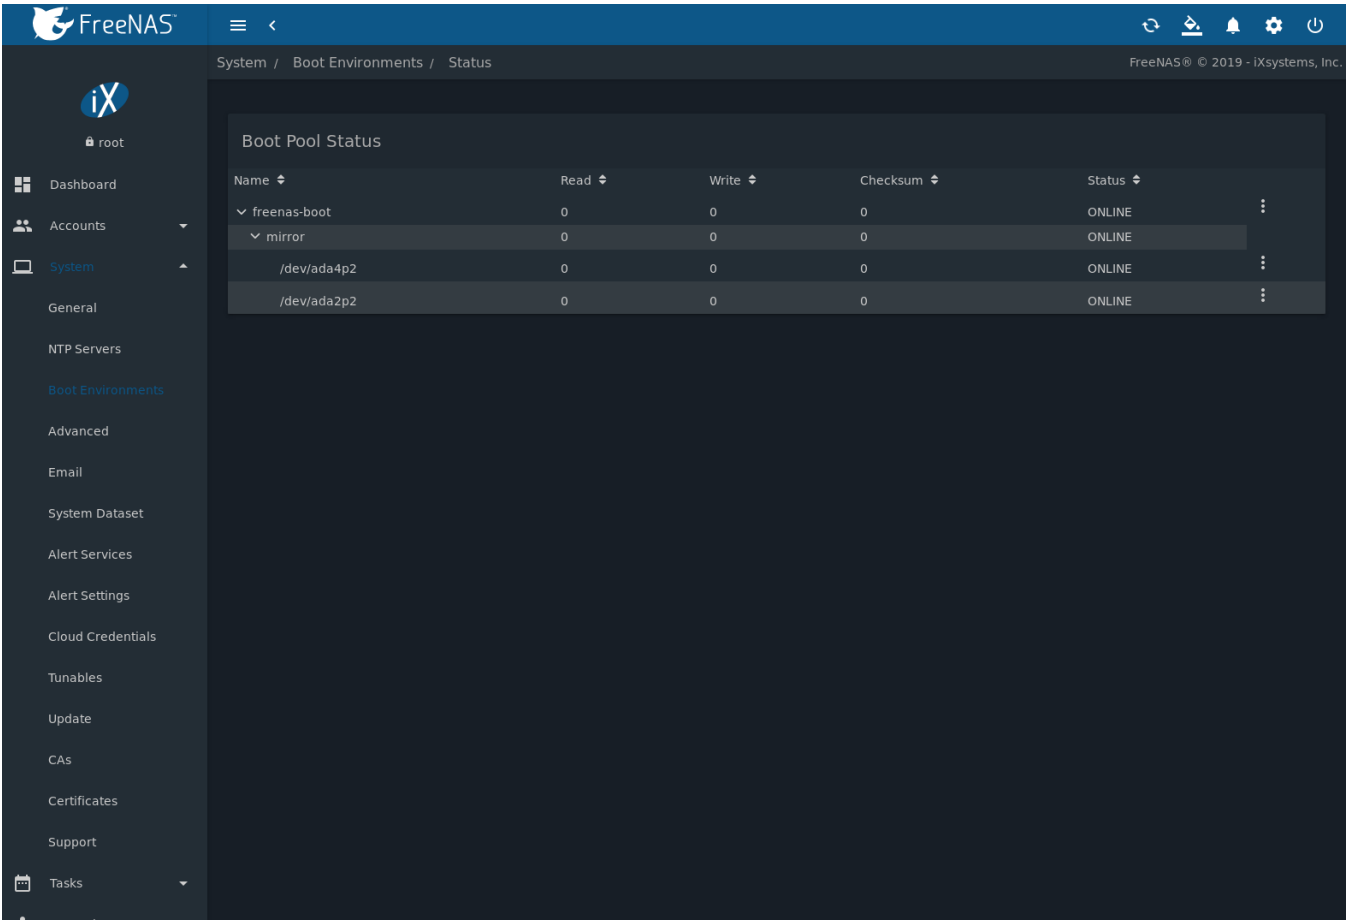 FreeNAS®
System / Boot Environments / Status
FreeNAS® © 2019 - iXsystems, Inc.
iX
root
Dashboard
Accounts
System
General
NTP Servers
Boot Environments
Advanced
Email
System Dataset
Alert Services
Alert Settings
Cloud Credentials
Tunables
Update
CAs
Certificates
Support
Tasks
Boot Pool Status
Name Read Write Checksum Status
freenas-boot 0 0 0 ONLINE
mirror 0 0 0 ONLINE
/dev/ada4p2 0 0 0 ONLINE
/dev/ada2p2 0 0 0 ONLINE